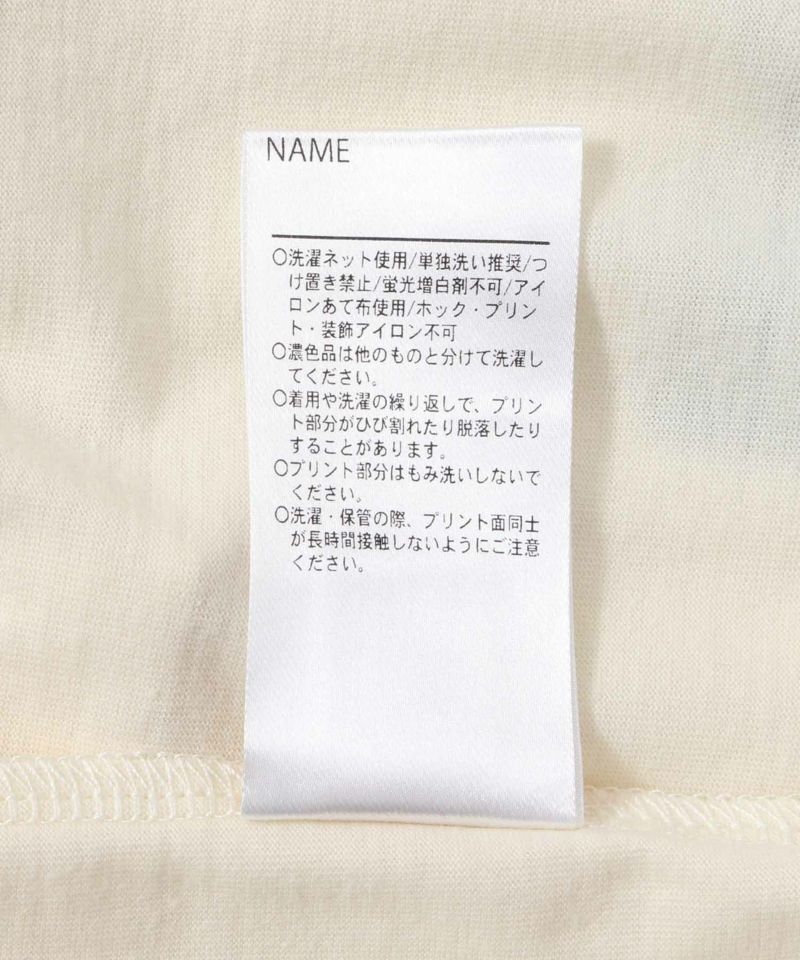 NAME
○洗濯ネット使用/単独洗い推奨/つ
け置き禁止/蛍光増白剤不可/アイ
ロンあて布使用/ホック・プリン
ト・装飾アイロン不可
○濃色品は他のものと分けて洗濯し
てください。
○着用や洗濯の繰り返しで、プリン
ト部分がひび割れたり脱落したり
することがあります。
○プリント部分はもみ洗いしないで
ください。
○洗濯・保管の際、プリント面同士
が長時間接触しないようにご注意
ください。